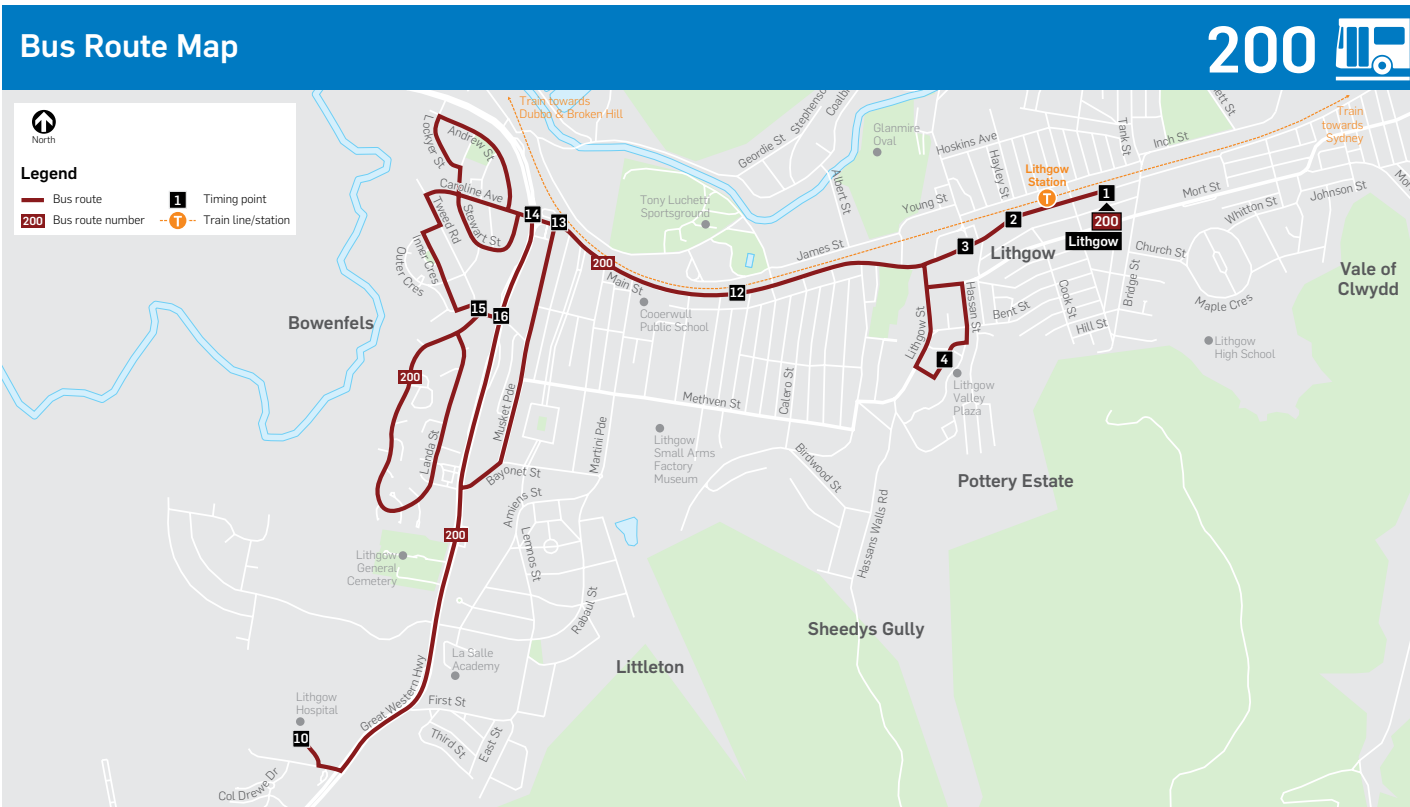 Bus Route Map
200
North
Legend
Bus route
1
Timing point
200
Bus route number
T
Train line/station
Train towards
Dubbo & Broken Hill
Lockyer St
Andrew St
Caroline Ave
Tweed Rd
Stewart St
Inner Cres
Outer Cres
14
13
15
16
Bowenfels
200
200
Main St
Cooerwull
Public School
Tony Luchetti
Sportsground
Geordie St
Glanmire
Oval
Albert St
Young St
Hoskins Ave
Hayley St
James St
12
Lithgow
Station
T
1
200
Lithgow
2
3
Lithgow
Tank St
Inch St
Mort St
Whitton St
Johnson St
Train
towards
Sydney
Church St
Bridge St
Maple Cres
Vale of
Clwydd
Cook St
Hill St
Bent St
Hassan St
Lithgow St
4
Lithgow
Valley
Plaza
Lithgow
High School
Musket Pde
Methven St
Calero St
Landa St
Bayonet St
Martini Pde
Lithgow
Small Arms
Factory
Museum
Birdwood St
Hassans Walls Rd
Pottery Estate
Amiens St
Lemnos St
200
Lithgow
General
Cemetery
Rabaul St
La Salle
Academy
Sheedys Gully
Littleton
Great Western Hwy
First St
Third St
East St
Lithgow
Hospital
10
Col Drewe Dr